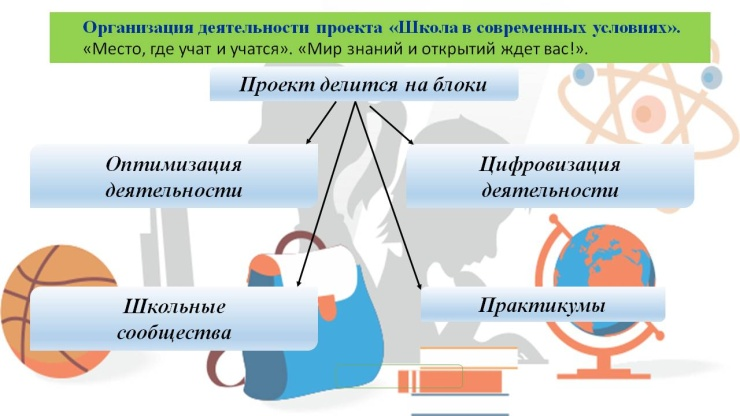 Организация деятельности проекта «Школа в современных условиях».
«Место, где учат и учатся». «Мир знаний и открытий ждет вас!».
Проект делится на блоки
Оптимизация
деятельности
Цифровизация
деятельности
Школьные
сообщества
Практикумы